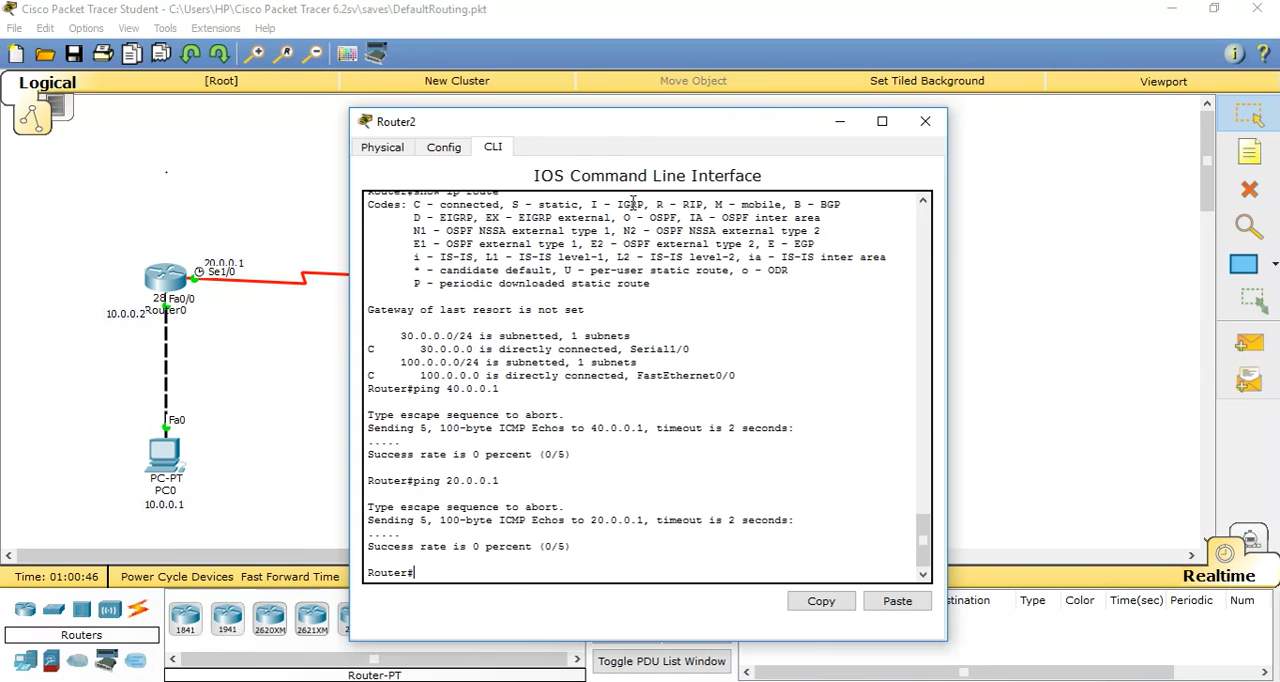 Cisco Packet Tracer Student - C:\Users\HP\Cisco Packet Tracer 6.2sv\saves\DefaultRouting.pkt
File Edit Options View Tools Extensions Help
Logical [Root] New Cluster Move Object Set Tiled Background Viewport
Router2
Physical Config CLI
IOS Command Line Interface
Router#show ip route
Codes: C - connected, S - static, I - IGRP, R - RIP, M - mobile, B - BGP
D - EIGRP, EX - EIGRP external, O - OSPF, IA - OSPF inter area
N1 - OSPF NSSA external type 1, N2 - OSPF NSSA external type 2
E1 - OSPF external type 1, E2 - OSPF external type 2, E - EGP
i - IS-IS, L1 - IS-IS level-1, L2 - IS-IS level-2, ia - IS-IS inter area
* - candidate default, U - per-user static route, o - ODR
P - periodic downloaded static route
Gateway of last resort is not set
30.0.0.0/24 is subnetted, 1 subnets
C 30.0.0.0 is directly connected, Serial1/0
100.0.0.0/24 is subnetted, 1 subnets
C 100.0.0.0 is directly connected, FastEthernet0/0
Router#ping 40.0.0.1
Type escape sequence to abort.
Sending 5, 100-byte ICMP Echos to 40.0.0.1, timeout is 2 seconds:
.....
Success rate is 0 percent (0/5)
Router#ping 20.0.0.1
Type escape sequence to abort.
Sending 5, 100-byte ICMP Echos to 20.0.0.1, timeout is 2 seconds:
.....
Success rate is 0 percent (0/5)
Router#
Copy Paste
20.0.0.1
Se1/0
28 Fa0/0
10.0.0.2 Router0
Fa0
PC-PT
PC0
10.0.0.1
Time: 01:00:46 Power Cycle Devices Fast Forward Time
Realtime
Routers
1841 1941 2620XM 2621XM
Router-PT
Toggle PDU List Window
stination Type Color Time(sec) Periodic Num